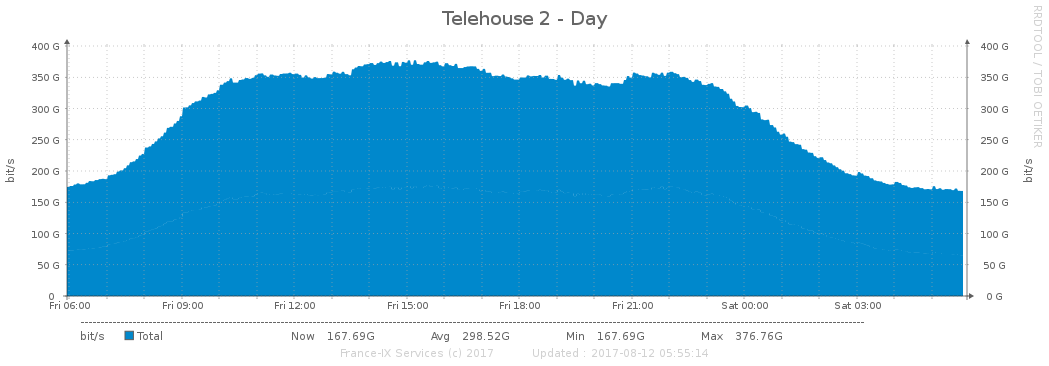 Telehouse 2 - Day
RRDTOOL / TOBI OETIKER
bit/s
400 G 400 G
350 G 350 G
300 G 300 G
250 G 250 G
200 G 200 G
150 G 150 G
100 G 100 G
50 G 50 G
0 0 G
bit/s
Fri 06:00 Fri 09:00 Fri 12:00 Fri 15:00 Fri 18:00 Fri 21:00 Sat 00:00 Sat 03:00
bit/s Total Now 167.69G Avg 298.52G Min 167.69G Max 376.76G
France-IX Services (c) 2017 Updated : 2017-08-12 05:55:14